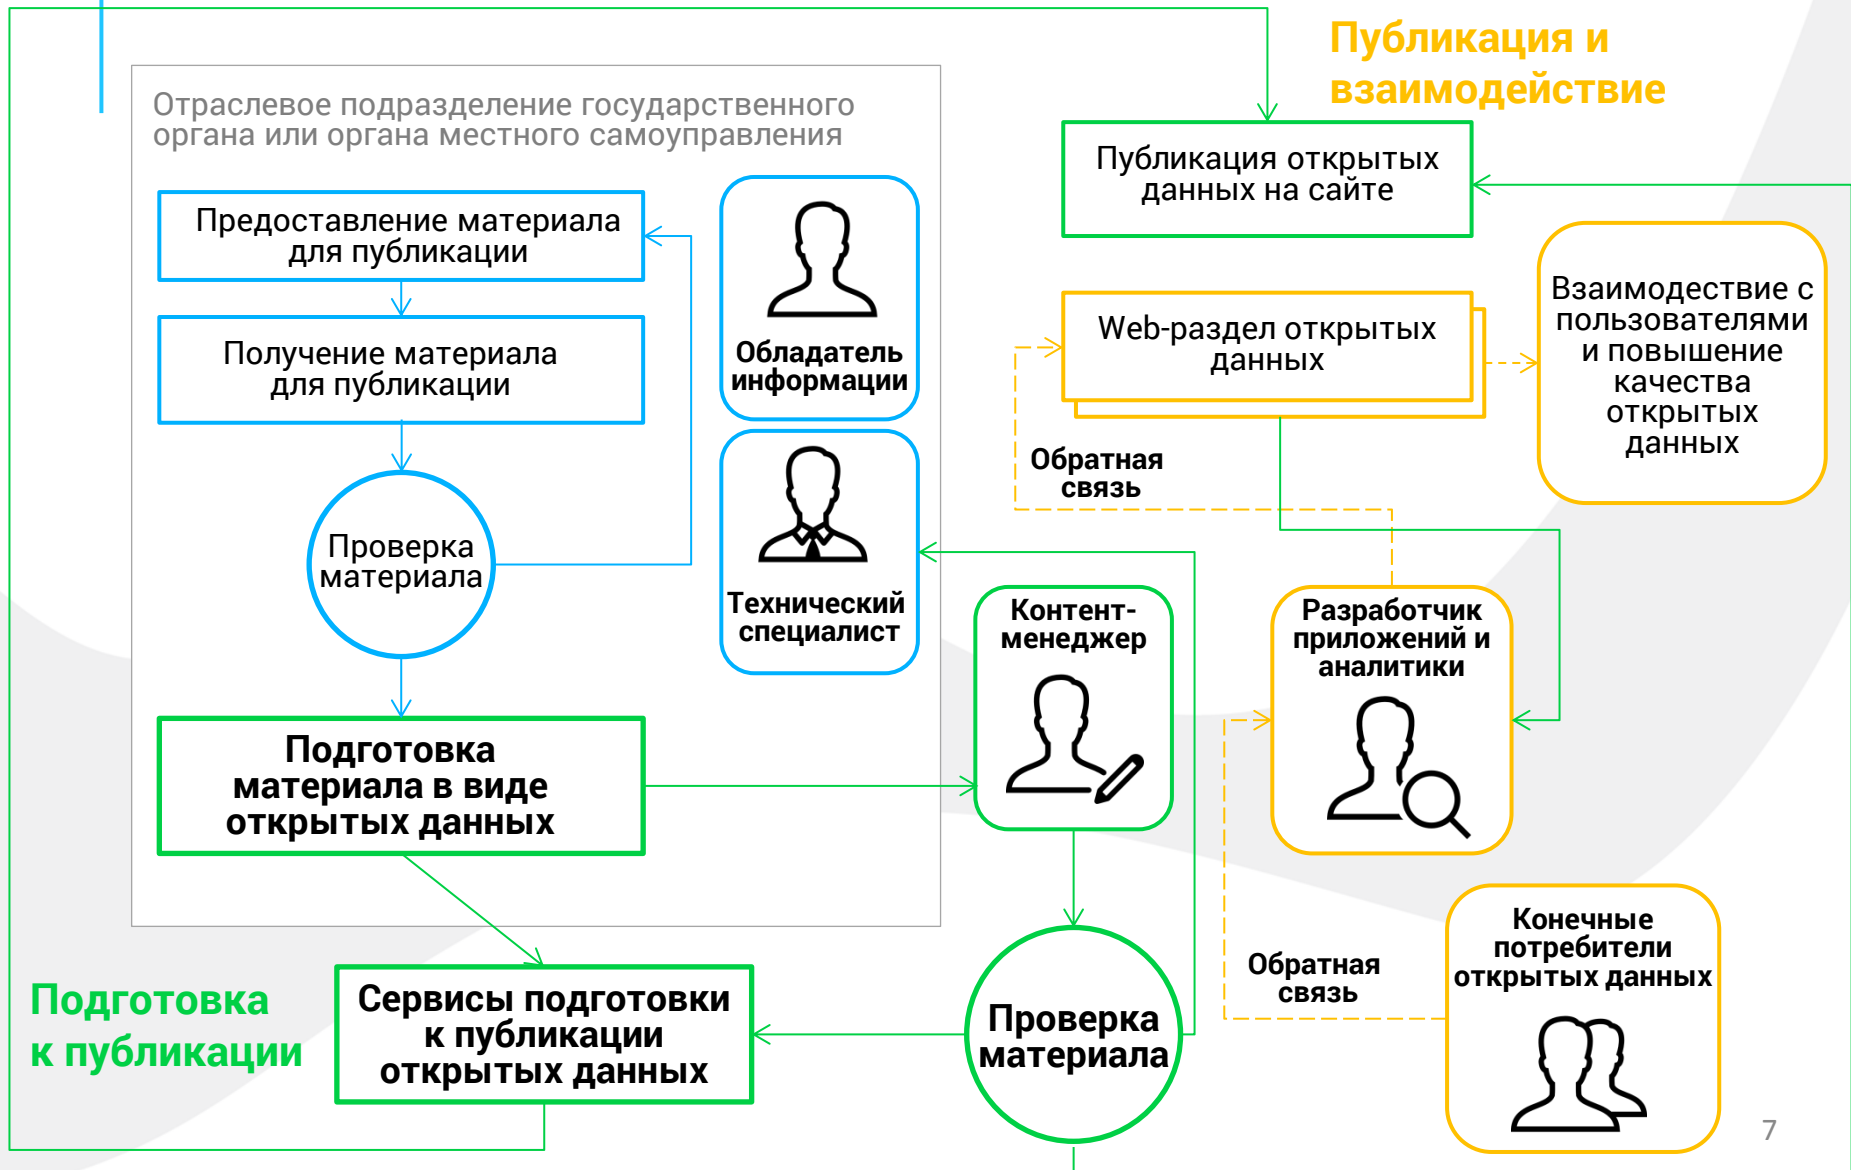 Публикация и
взаимодействие
Отраслевое подразделение государственного
органа или органа местного самоуправления
Предоставление материала
для публикации
Получение материала
для публикации
Проверка
материала
Обладатель
информации
Технический
специалист
Подготовка
материала в виде
открытых данных
Публикация открытых
данных на сайте
Web-раздел открытых
данных
Взаимодествие с
пользователями
и повышение
качества
открытых
данных
Обратная
связь
Контент-
менеджер
Разработчик
приложений и
аналитики
Конечные
потребители
открытых данных
Обратная
связь
Подготовка
к публикации
Сервисы подготовки
к публикации
открытых данных
Проверка
материала
7